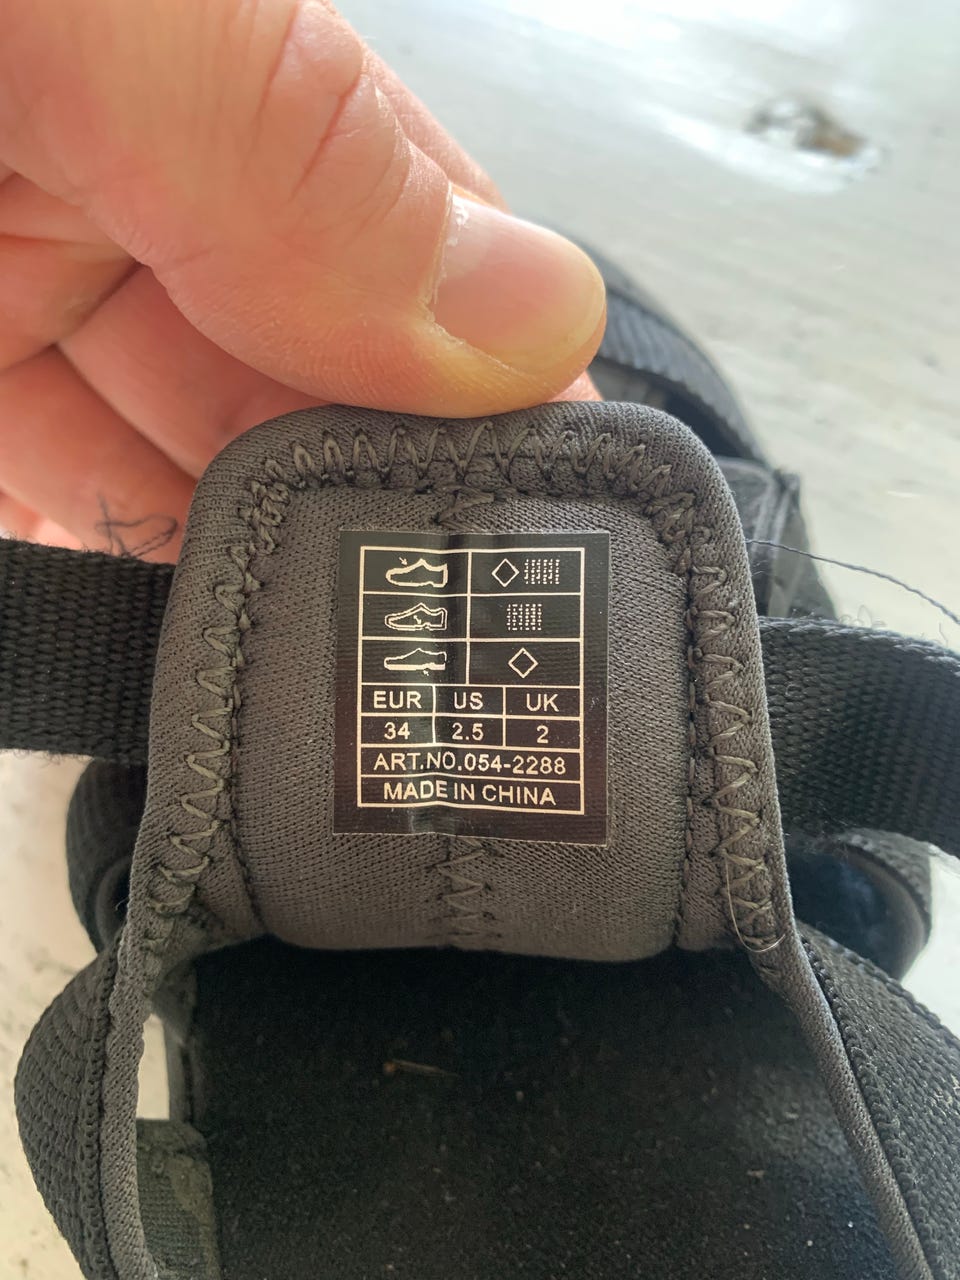 EUR US UK
34 2.5 2
ART.NO.054-2288
MADE IN CHINA